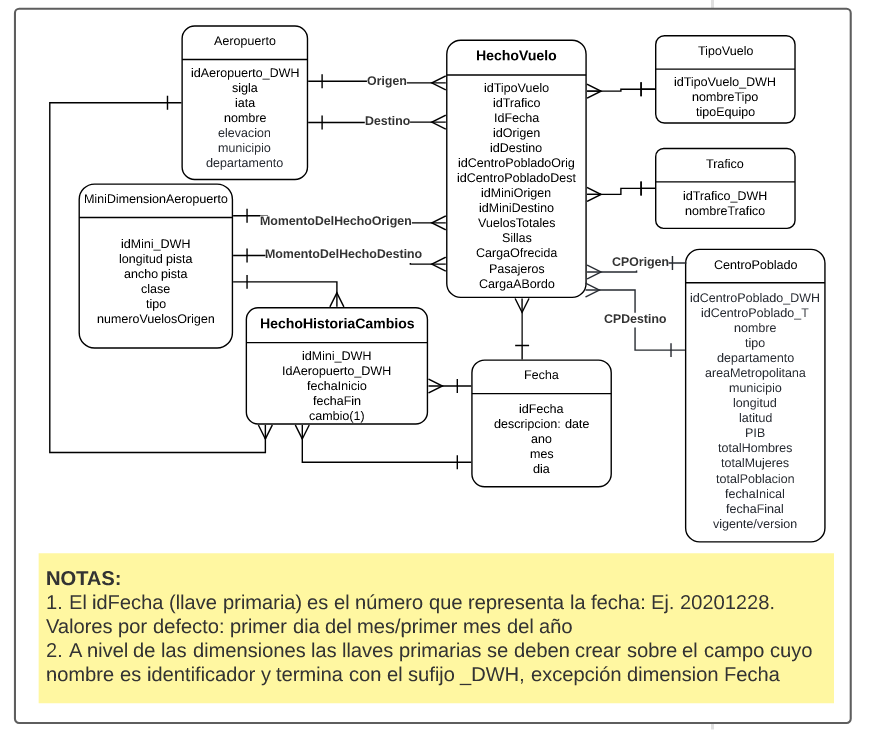 Aeropuerto
idAeropuerto_DWH
sigla
iata
nombre
elevacion
municipio
departamento
Origen
Destino
HechoVuelo
idTipoVuelo
idTrafico
IdFecha
idOrigen
idDestino
idCentroPobladoOrig
idCentroPobladoDest
idMiniOrigen
idMiniDestino
VuelosTotales
Sillas
CargaOfrecida
Pasajeros
CargaABordo
TipoVuelo
idTipoVuelo_DWH
nombreTipo
tipoEquipo
Trafico
idTrafico_DWH
nombreTrafico
MiniDimensionAeropuerto
idMini_DWH
longitud pista
ancho pista
clase
tipo
numeroVuelosOrigen
MomentoDelHechoOrigen
MomentoDelHechoDestino
CPOrigen
CPDestino
CentroPoblado
idCentroPoblado_DWH
idCentroPoblado_T
nombre
tipo
departamento
areaMetropolitana
municipio
longitud
latitud
PIB
totalHombres
totalMujeres
totalPoblacion
fechaInical
fechaFinal
vigente/version
HechoHistoriaCambios
idMini_DWH
IdAeropuerto_DWH
fechaInicio
fechaFin
cambio(1)
Fecha
idFecha
descripcion: date
ano
mes
dia
NOTAS:
1. El idFecha (llave primaria) es el número que representa la fecha: Ej. 20201228.
Valores por defecto: primer dia del mes/primer mes del año
2. A nivel de las dimensiones las llaves primarias se deben crear sobre el campo cuyo
nombre es identificador y termina con el sufijo _DWH, excepción dimension Fecha